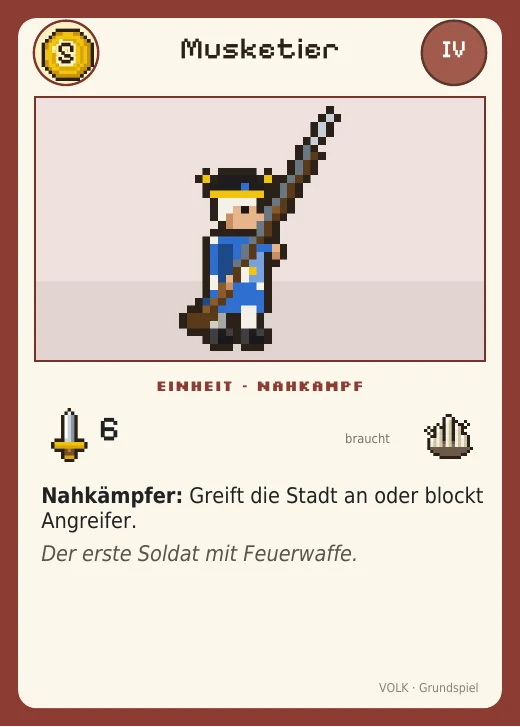 8
Musketier
IV
EINHEIT - NAHKAMPF
6
braucht
Nahkämpfer: Greift die Stadt an oder blockt
Angreifer.
Der erste Soldat mit Feuerwaffe.
VOLK · Grundspiel